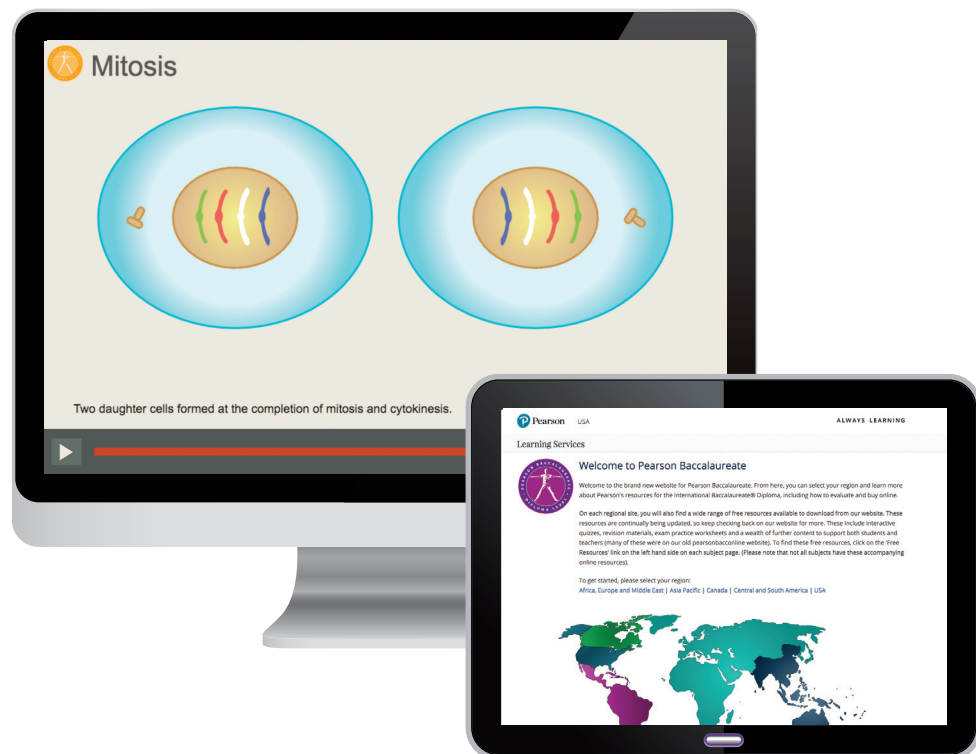 Mitosis
Two daughter cells formed at the completion of mitosis and cytokinesis.
Pearson USA
ALWAYS LEARNING
Learning Services
PEARSON BACCALAUREATE
DIPLOMA LEVEL
Welcome to Pearson Baccalaureate
Welcome to the brand new website for Pearson Baccalaureate. From here, you can select your region and learn more
about Pearson's resources for the International Baccalaureate® Diploma, including how to evaluate and buy online.
On each regional site, you will also find a wide range of free resources available to download from our website. These
resources are continually being updated, so keep checking back on our website for more. These include interactive
quizzes, revision materials, exam practice worksheets and a wealth of further content to support both students and
teachers (many of these were on our old pearsonbacconline website). To find these free resources, click on the 'Free
Resources' link on the left hand side on each subject page. (Please note that not all subjects have these accompanying
online resources).
To get started, please select your region:
Africa, Europe and Middle East | Asia Pacific | Canada | Central and South America | USA